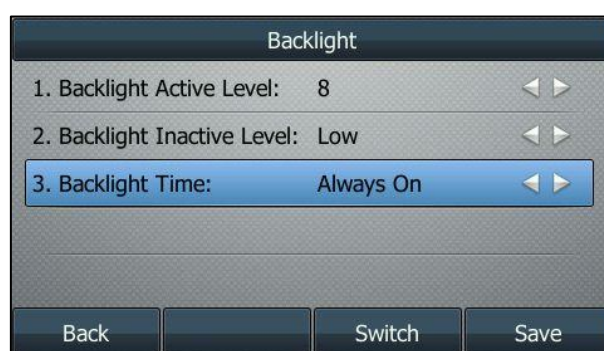 Backlight
1. Backlight Active Level: 8
2. Backlight Inactive Level: Low
3. Backlight Time: Always On
Back Switch Save